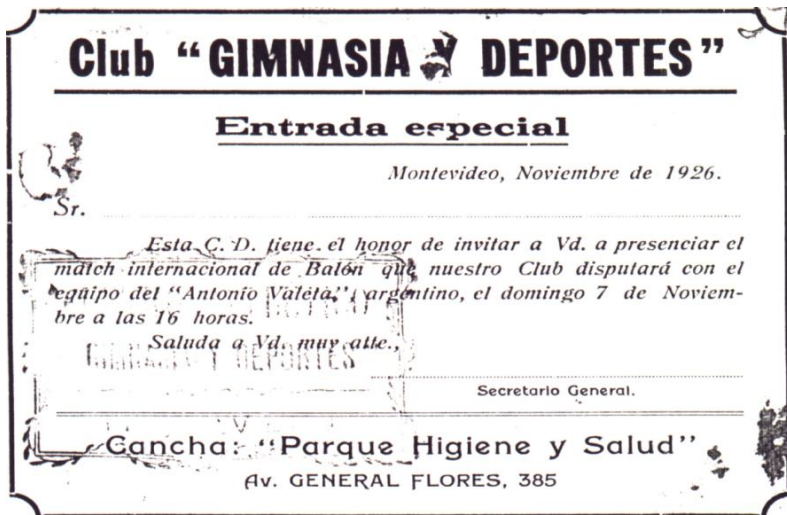 Club "GIMNASIA Y DEPORTES"
Entrada especial
Montevideo, Noviembre de 1926.
Sr.
Esta C. D. tiene el honor de invitar a Vd. a presenciar el
match internacional de Balón que nuestro Club disputará con el
equipo del "Antonio Valeta", argentino, el domingo 7 de Noviem-
bre a las 16 horas.
Saluda a Vd. muy atte.,
GIMNASIA Y DEPORTES
Secretario General.
Cancha: "Parque Higiene y Salud"
Av. GENERAL FLORES, 385